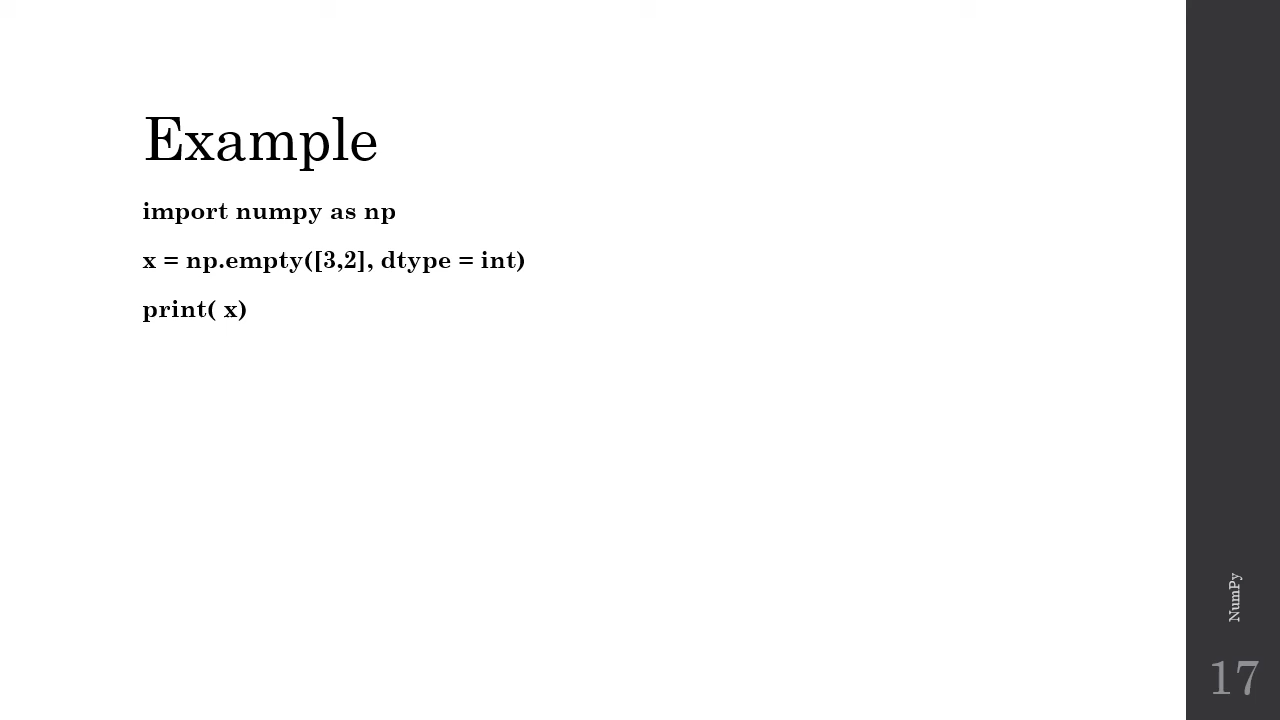 Example
import numpy as np
x = np.empty([3,2], dtype = int)
print( x)
NumPy
17